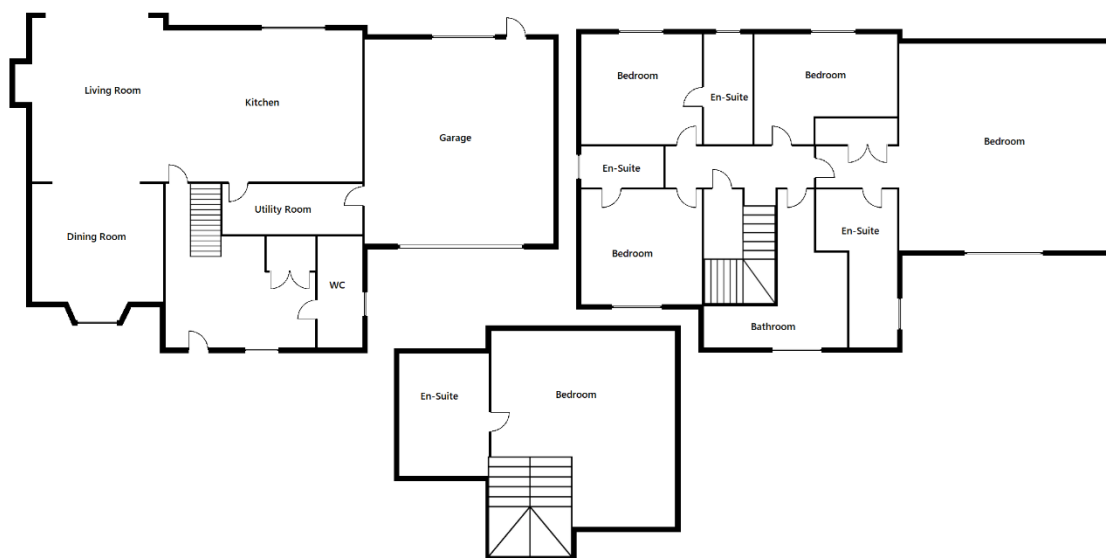 Living Room
Kitchen
Garage
Utility Room
Dining Room
WC
Bedroom
En-Suite
Bedroom
Bedroom
En-Suite
Bedroom
En-Suite
Bathroom
En-Suite
Bedroom